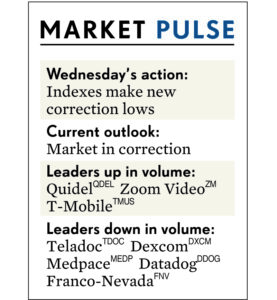 MARKET PULSE
Wednesday's action:
Indexes make new
correction lows
Current outlook:
Market in correction
Leaders up in volume:
Quidel QDEL Zoom Video ZM
T-Mobile TMUS
Leaders down in volume:
Teladoc TDOC Dexcom DXCM
Medpace MEDP Datadog DDOG
Franco-Nevada FNV